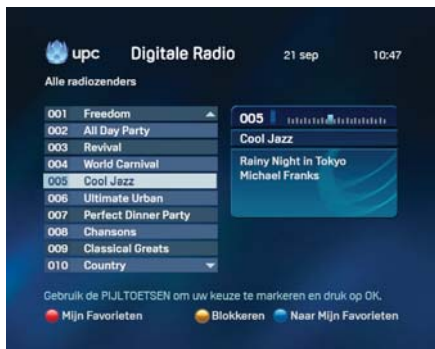 upc Digitale Radio 21 sep 10:47
Alle radiozenders
001 Freedom
002 All Day Party
003 Revival
004 World Carnival
005 Cool Jazz
006 Ultimate Urban
007 Perfect Dinner Party
008 Chansons
009 Classical Greats
010 Country
005
Cool Jazz
Rainy Night in Tokyo
Michael Franks
Gebruik de PIJLTOETSEN om uw keuze te markeren en druk op OK.
Mijn Favorieten Blokkeren Naar Mijn Favorieten